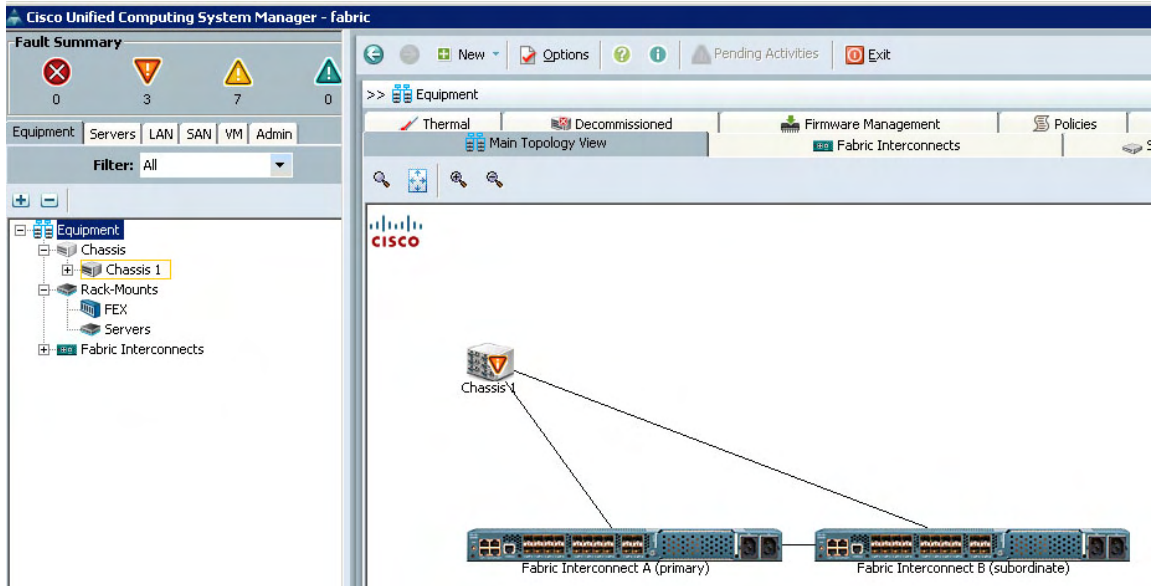 Cisco Unified Computing System Manager - fabric
Fault Summary
0 3 7 0
Equipment Servers LAN SAN VM Admin
Filter: All
Equipment
Chassis
Chassis 1
Rack-Mounts
FEX
Servers
Fabric Interconnects
New Options Pending Activities Exit
>> Equipment
Thermal Decommissioned Firmware Management Policies
Main Topology View Fabric Interconnects S
CISCO
Chassis 1
Fabric Interconnect A (primary) Fabric Interconnect B (subordinate)